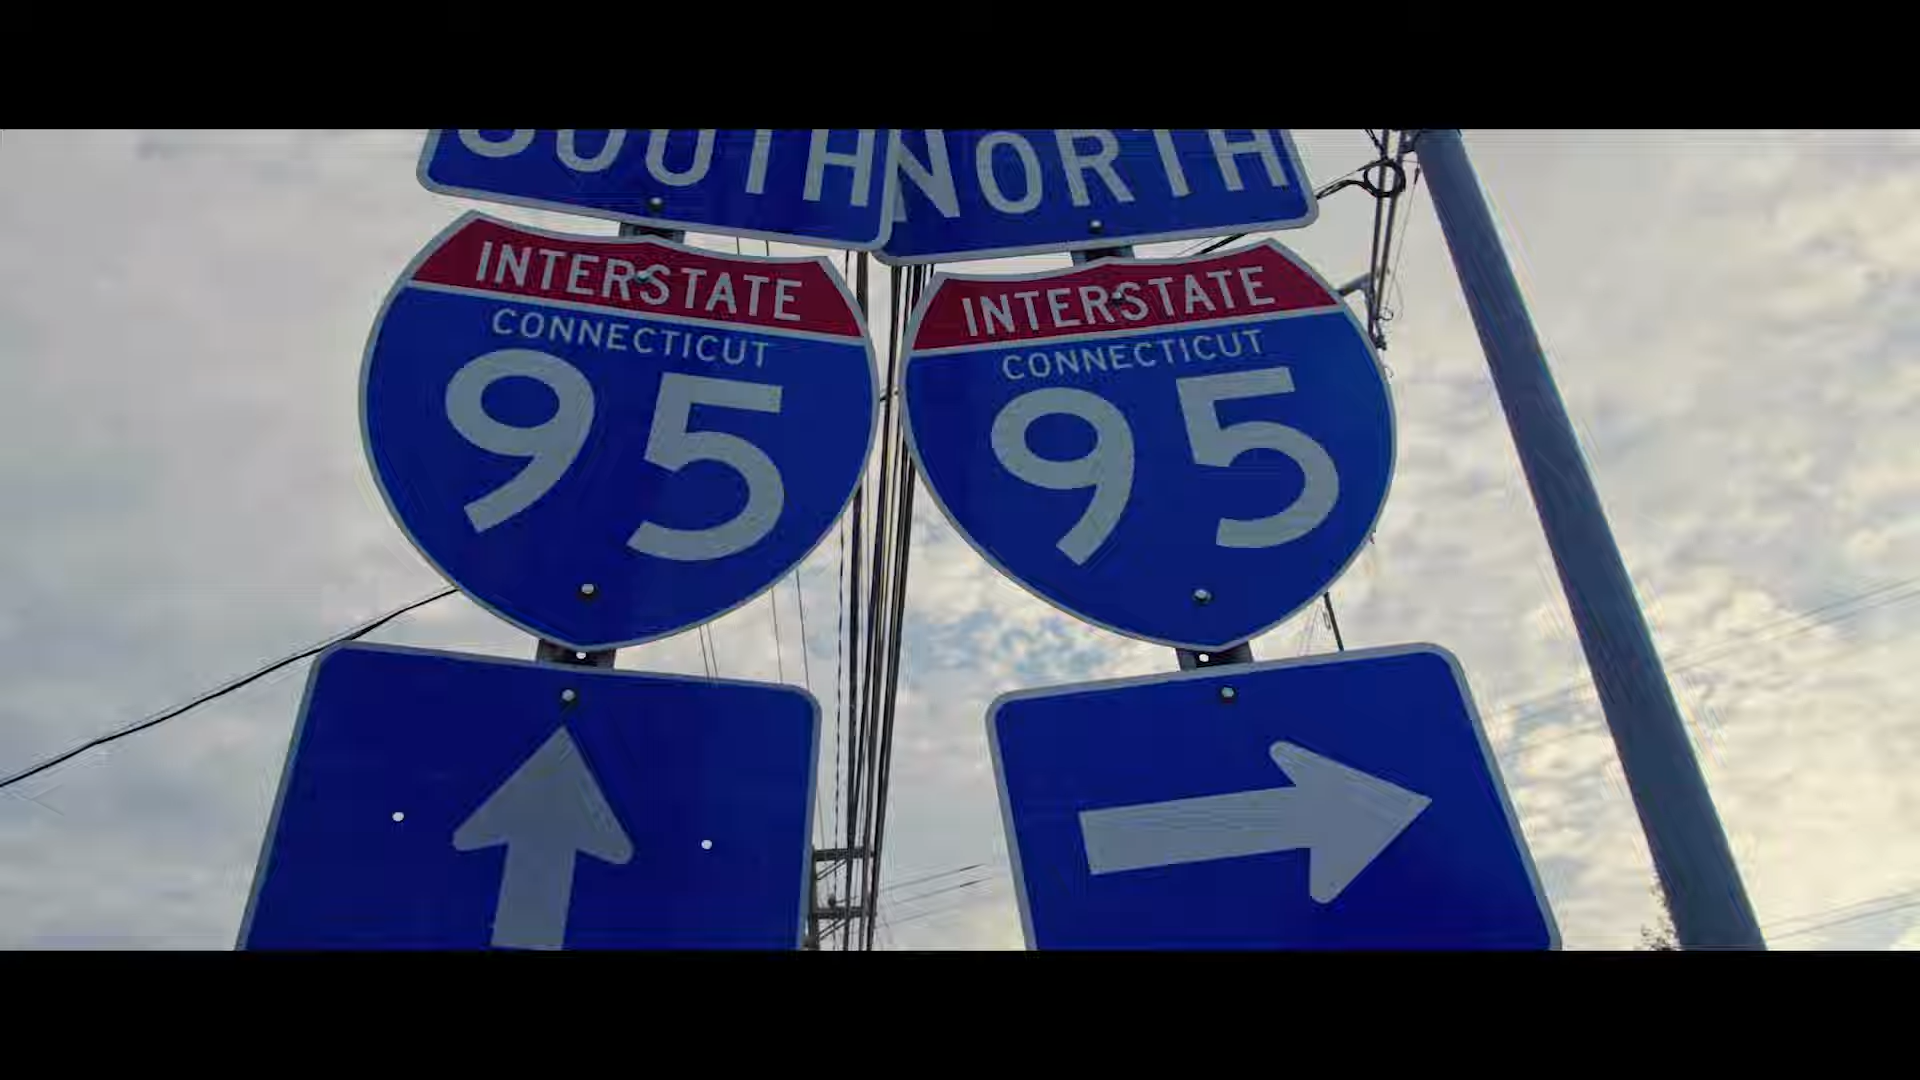 SOUTH
NORTH
INTERSTATE
CONNECTICUT
95
INTERSTATE
CONNECTICUT
95